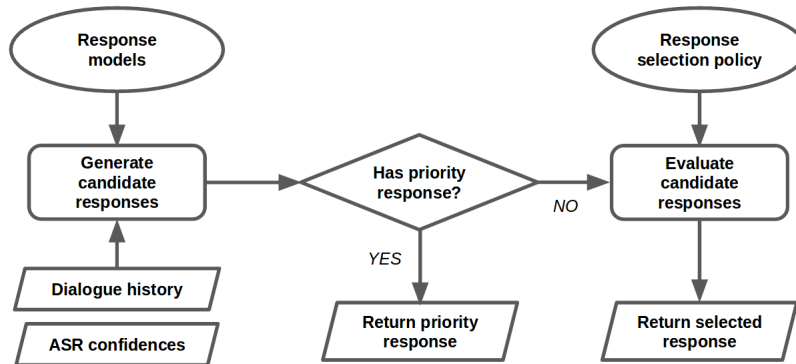 Response
models
Response
selection policy
Generate
candidate
responses
Has priority
response?
NO
Evaluate
candidate
responses
YES
Dialogue history
ASR confidences
Return priority
response
Return selected
response